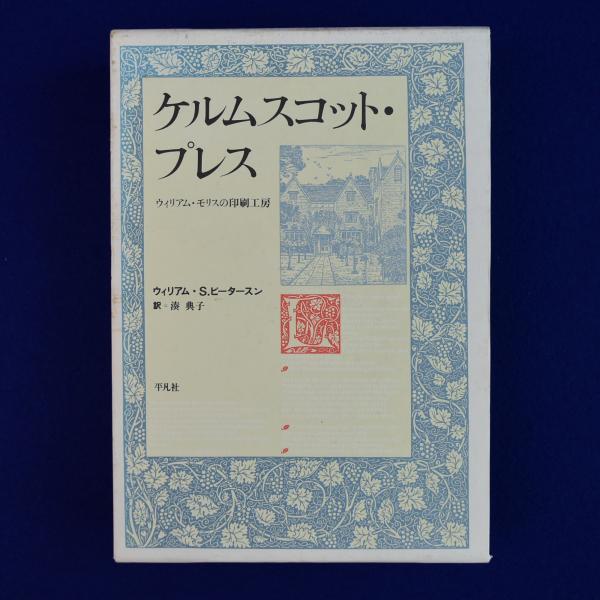 ケルムスコット・
プレス
ウィリアム・モリスの印刷工房
ウィリアム・S.ピータースン
訳=湊 典子
平凡社